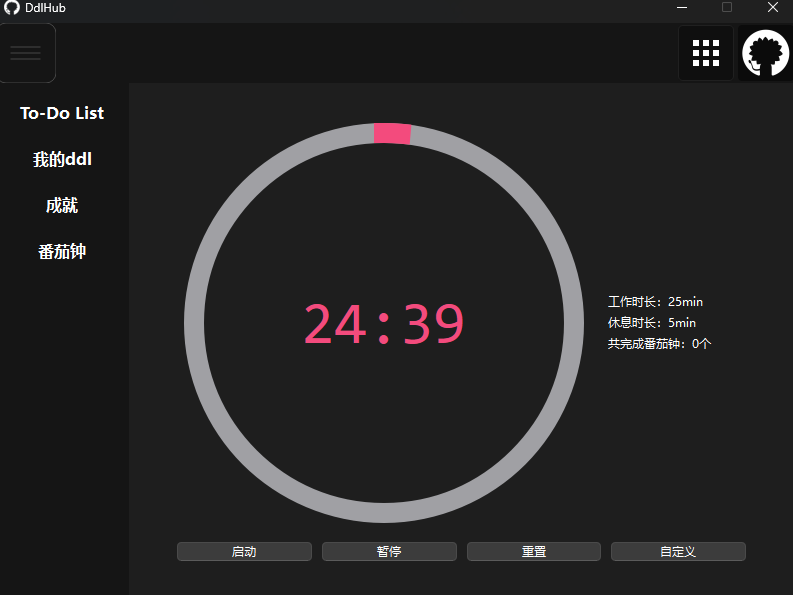 DdlHub
To-Do List
我的ddl
成就
番茄钟
24:39
工作时长：25min
休息时长：5min
共完成番茄钟：0个
启动
暂停
重置
自定义